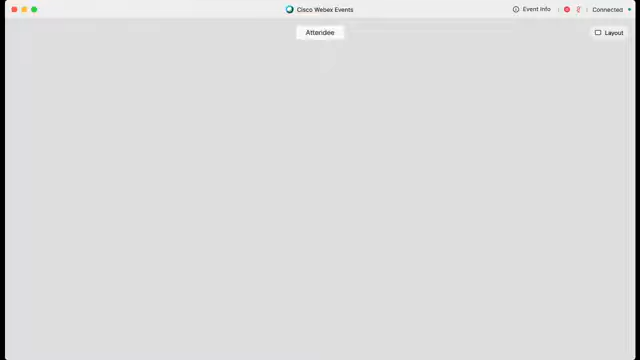 Cisco Webex Events
Event Info
Connected
Attendee
Layout